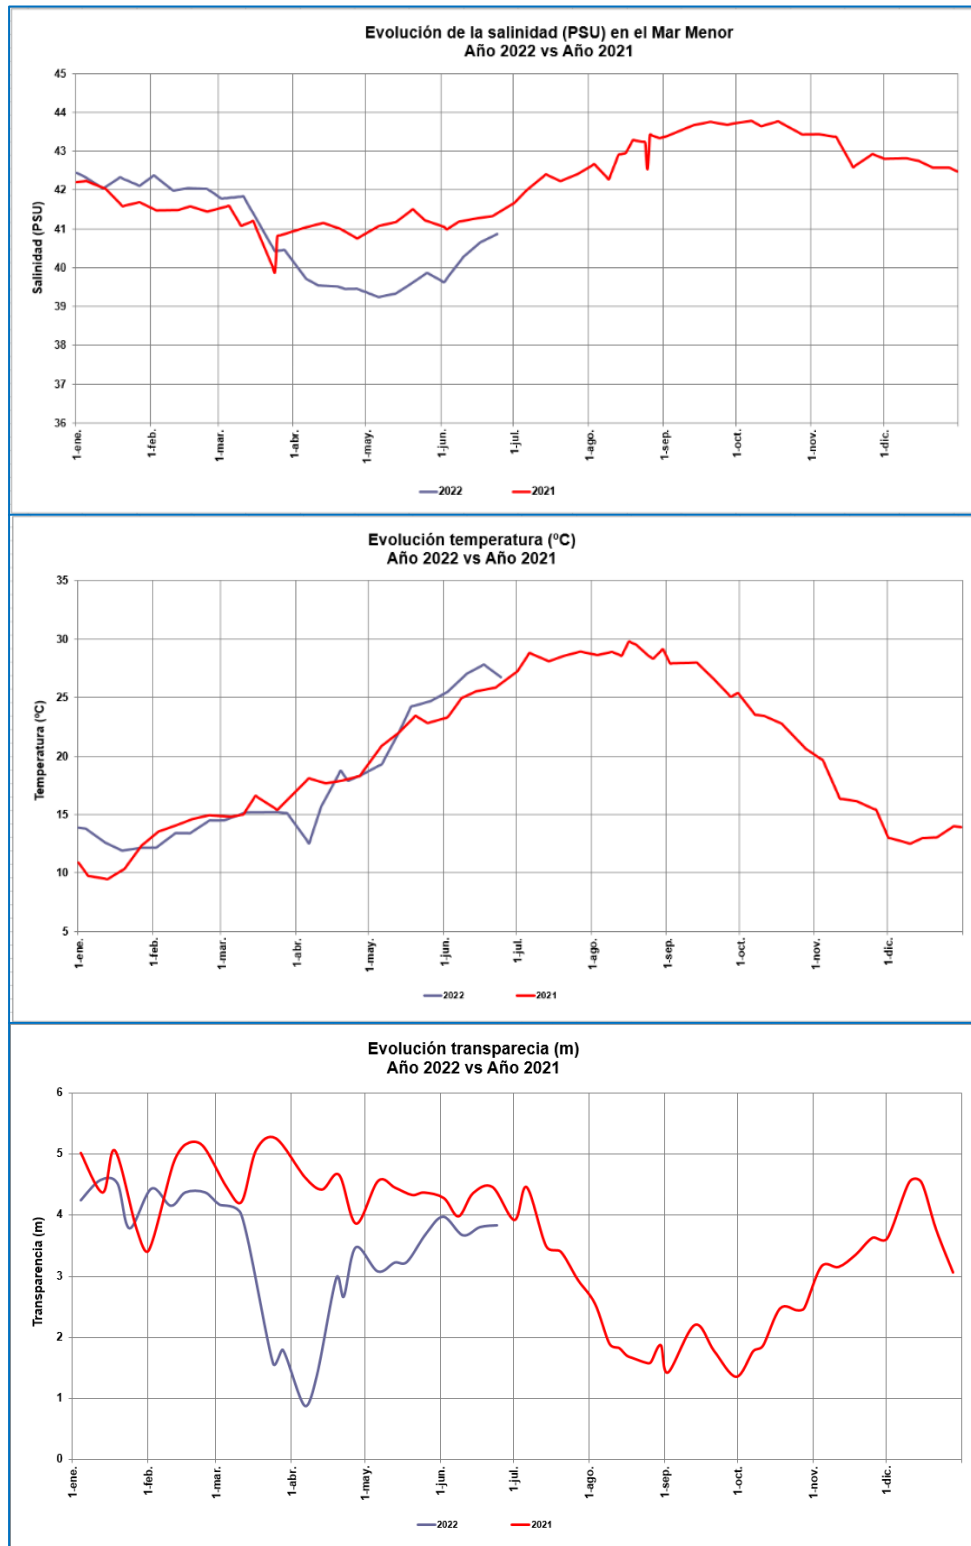 Evolución de la salinidad (PSU) en el Mar Menor
Año 2022 vs Año 2021
45
44
43
42
41
40
39
38
37
36
Salinidad (PSU)
1-ene.
1-feb.
1-mar.
1-abr.
1-may.
1-jun.
1-jul.
1-ago.
1-sep.
1-oct.
1-nov.
1-dic.
2022
2021
Evolución temperatura (ºC)
Año 2022 vs Año 2021
35
30
25
20
15
10
5
Temperatura (ºC)
1-ene.
1-feb.
1-mar.
1-abr.
1-may.
1-jun.
1-jul.
1-ago.
1-sep.
1-oct.
1-nov.
1-dic.
2022
2021
Evolución transparecia (m)
Año 2022 vs Año 2021
6
5
4
3
2
1
0
Transparencia (m)
1-ene.
1-feb.
1-mar.
1-abr.
1-may.
1-jun.
1-jul.
1-ago.
1-sep.
1-oct.
1-nov.
1-dic.
2022
2021